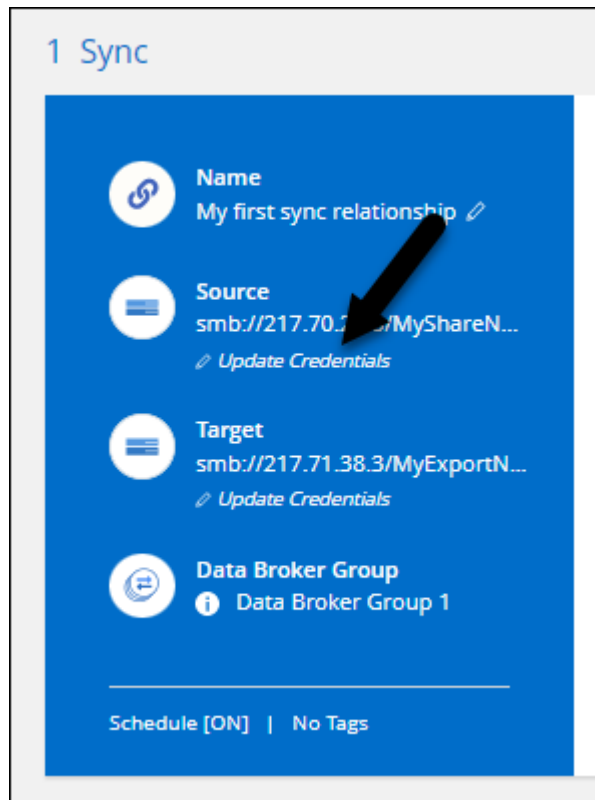 1 Sync
Name
My first sync relationship
Source
smb://217.70.2 /MyShareN...
Update Credentials
Target
smb://217.71.38.3/MyExportN...
Update Credentials
Data Broker Group
Data Broker Group 1
Schedule [ON] | No Tags